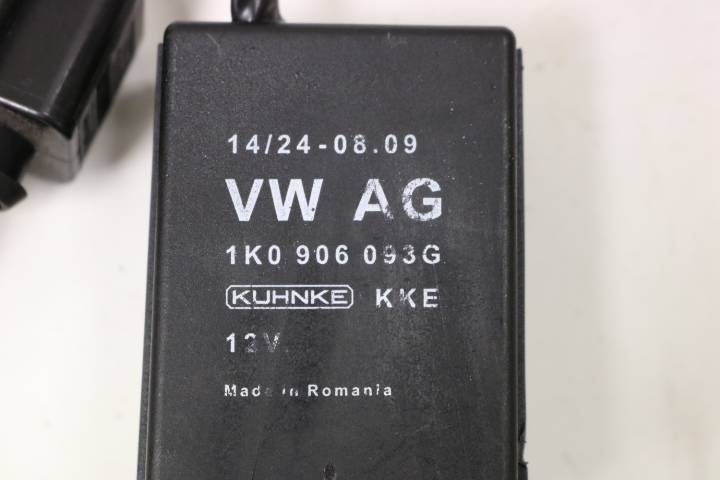 14/24-08.09
VW AG
1K0 906 093G
KUHNKE KKE
12V
Made in Romania